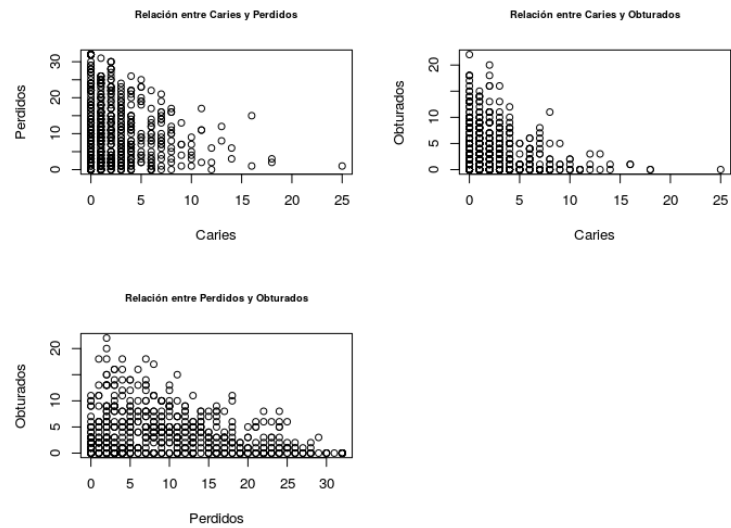 Relación entre Caries y Perdidos
Perdidos
0 10 20 30
0 5 10 15 20 25
Caries
Relación entre Caries y Obturados
Obturados
0 5 10 20
0 5 10 15 20 25
Caries
Relación entre Perdidos y Obturados
Obturados
0 5 10 20
0 5 10 15 20 25 30
Perdidos